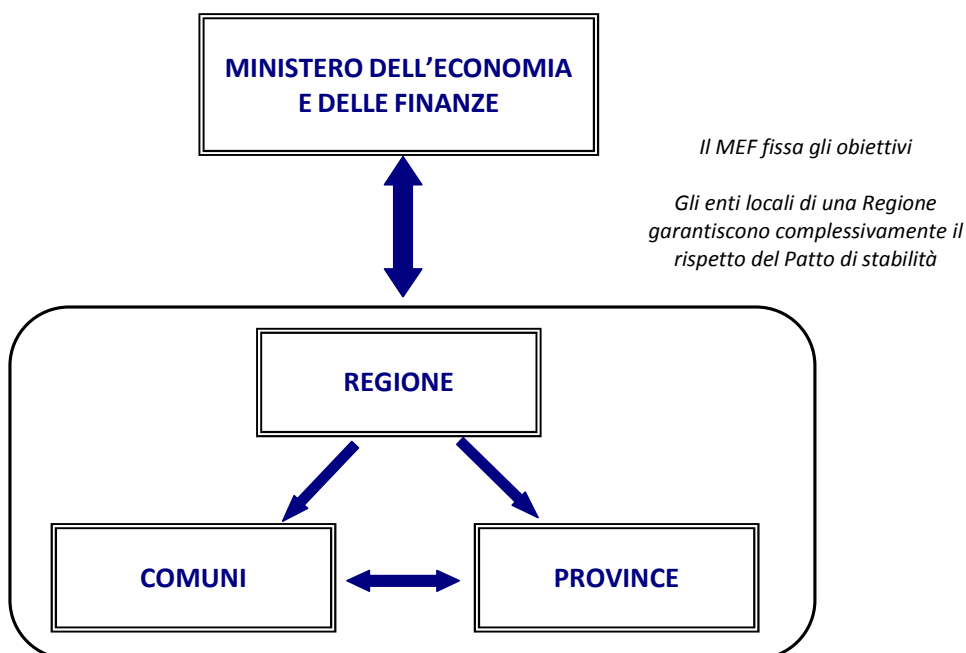 MINISTERO DELL’ECONOMIA
E DELLE FINANZE
Il MEF fissa gli obiettivi
Gli enti locali di una Regione
garantiscono complessivamente il
rispetto del Patto di stabilità
REGIONE
COMUNI
PROVINCE